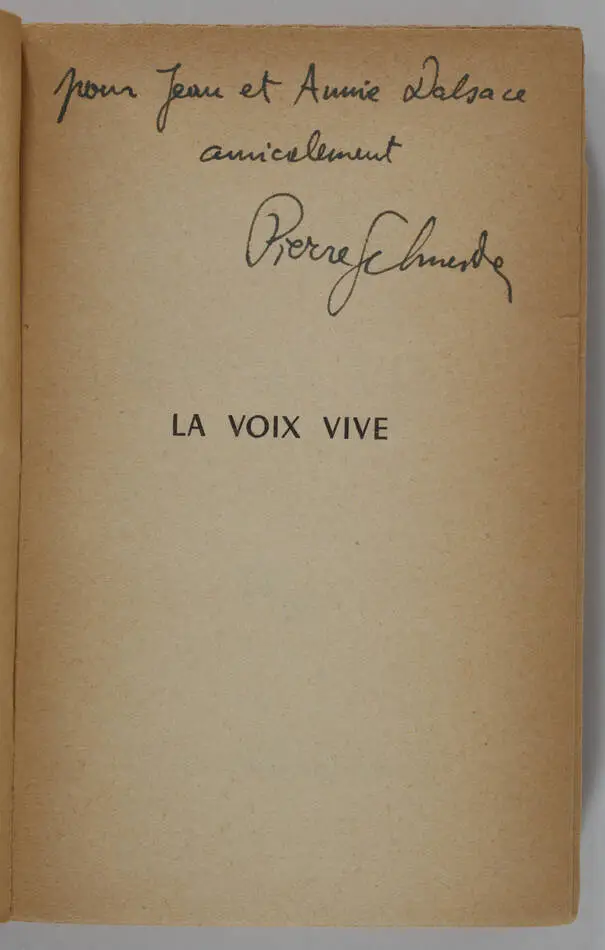 pour Jean et Annie Dalsace
amicalement
Pierre Schneider
LA VOIX VIVE